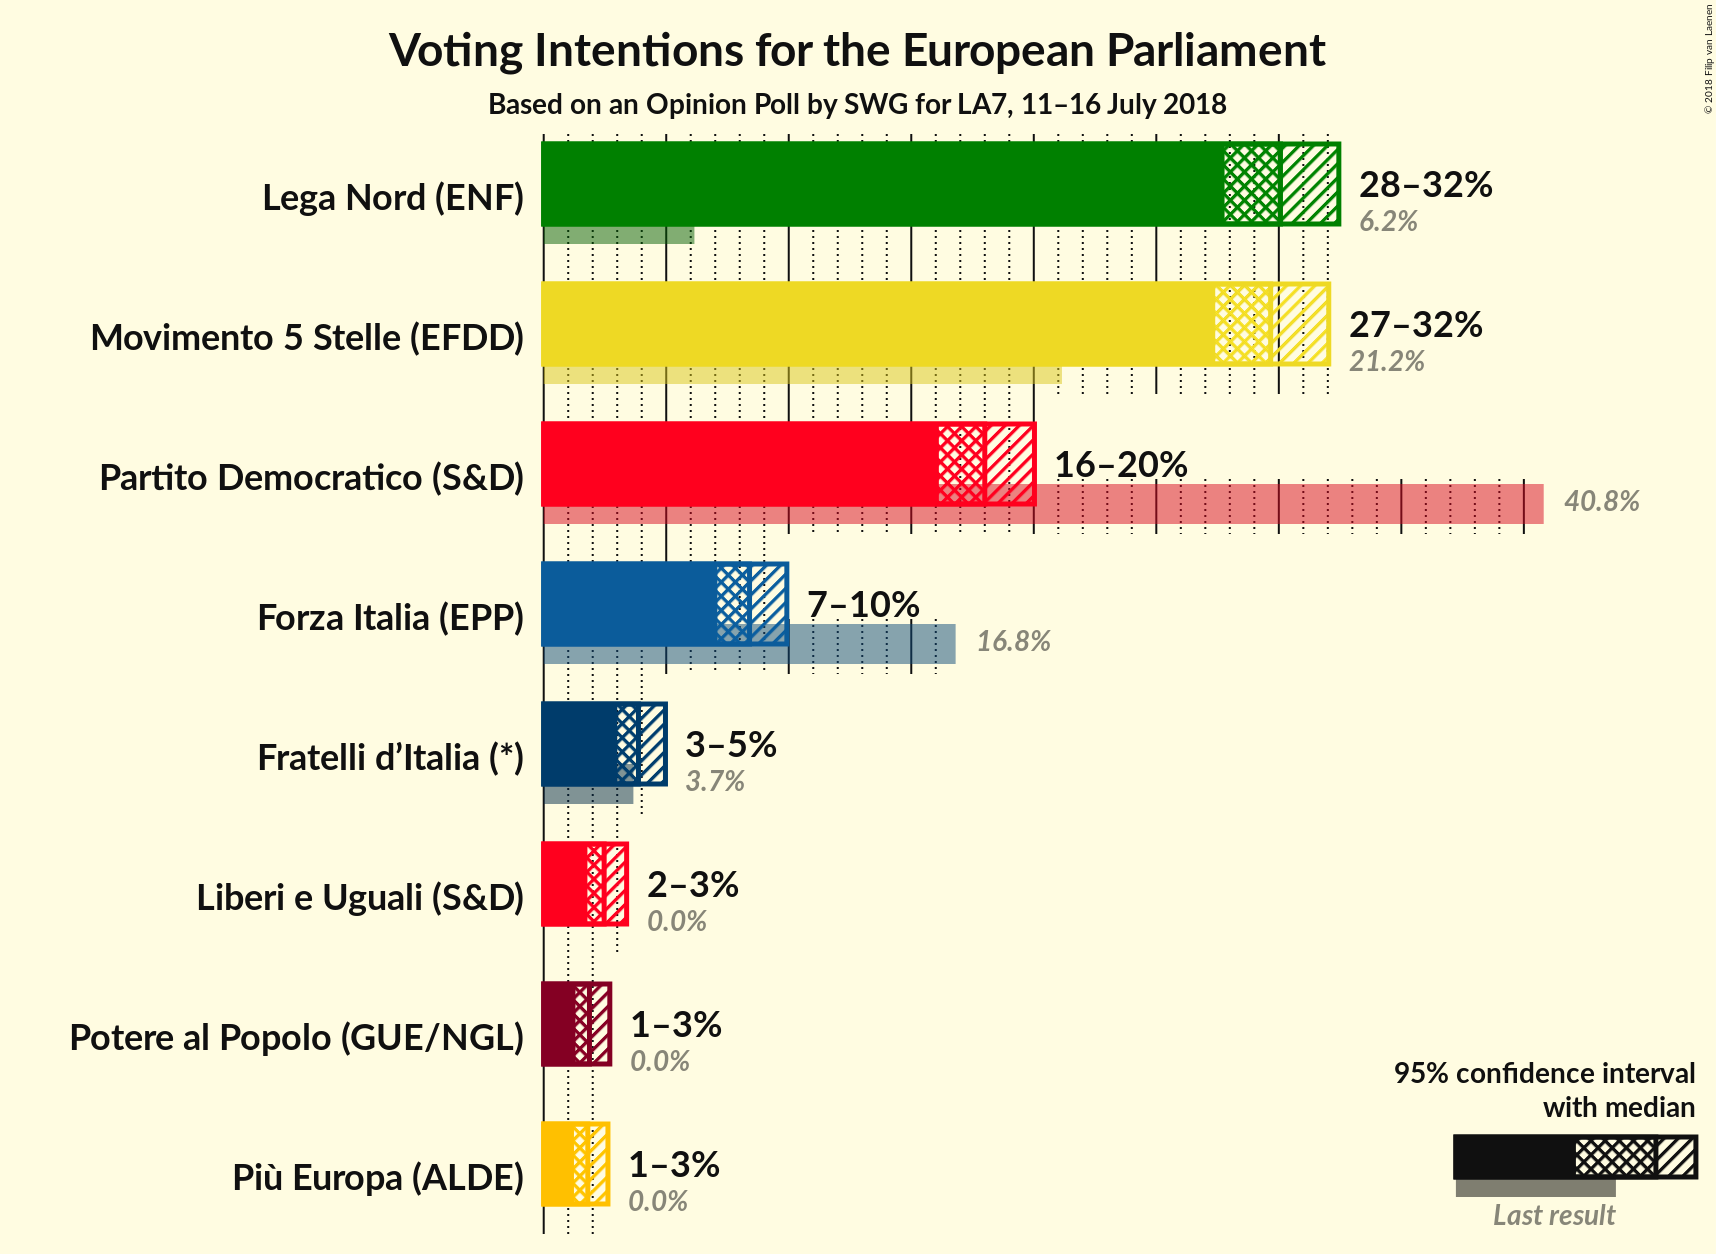 Voting Intentions for the European Parliament
Based on an Opinion Poll by SWG for LA7, 11–16 July 2018
© 2018 Filip van Laenen
Lega Nord (ENF)
28–32%
6.2%
Movimento 5 Stelle (EFDD)
27–32%
21.2%
Partito Democratico (S&D)
16–20%
40.8%
Forza Italia (EPP)
7–10%
16.8%
Fratelli d’Italia (*)
3–5%
3.7%
Liberi e Uguali (S&D)
2–3%
0.0%
Potere al Popolo (GUE/NGL)
1–3%
0.0%
Più Europa (ALDE)
1–3%
0.0%
95% confidence interval
with median
Last result